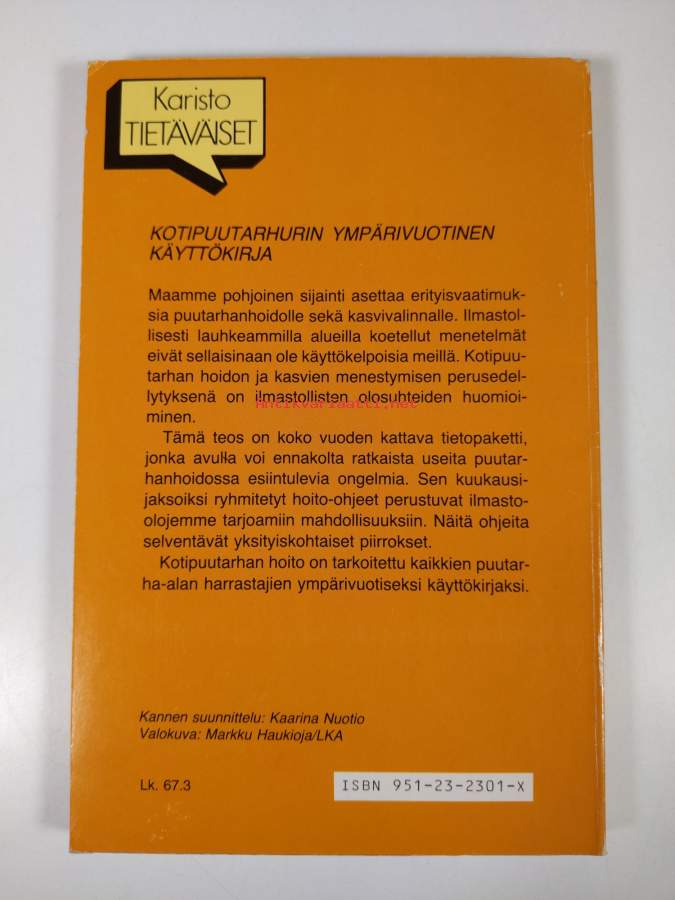 Karisto
TIETÄVÄISET
KOTIPUUTARHURIN YMPÄRIVUOTINEN
KÄYTTÖKIRJA
Maamme pohjoinen sijainti asettaa erityisvaatimuk-
sia puutarhanhoidolle sekä kasvivalinnalle. Ilmastol-
lisesti lauhkeammilla alueilla koetellut menetelmät
eivät sellaisinaan ole käyttökelpoisia meillä. Kotipuu-
tarhan hoidon ja kasvien menestymisen perusedel-
lytyksenä on ilmastollisten olosuhteiden huomioi-
Antikvariaatti.net
minen.
Tämä teos on koko vuoden kattava tietopaketti,
jonka avulla voi ennakolta ratkaista useita puutar-
hanhoidossa esiintulevia ongelmia. Sen kuukausi-
jaksoiksi ryhmitetyt hoito-ohjeet perustuvat ilmasto-
olojemme tarjoamiin mahdollisuuksiin. Näitä ohjeita
selventävät yksityiskohtaiset piirrokset.
Kotipuutarhan hoito on tarkoitettu kaikkien puutar-
ha-alan harrastajien ympärivuotiseksi käyttökirjaksi.
Kannen suunnittelu: Kaarina Nuotio
Valokuva: Markku Haukioja/LKA
Lk. 67.3
ISBN 951-23-2301-X